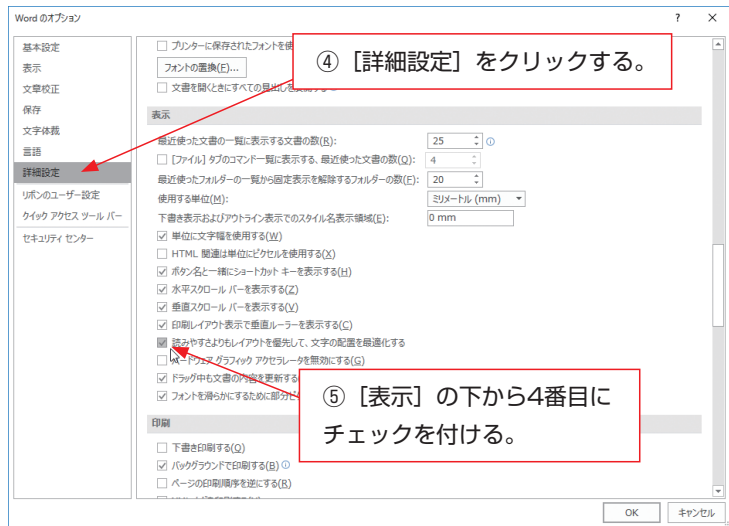 Word のオプション
? ×
基本設定
表示
文章校正
保存
文字体裁
言語
詳細設定
リボンのユーザー設定
クイック アクセス ツール バー
セキュリティ センター
プリンターに保存されたフォントを使
フォントの置換(F)...
文書を開くときにすべての見出しを
④［詳細設定］をクリックする。
表示
最近使った文書の一覧に表示する文書の数(R): 25
[ファイル] タブのコマンド一覧に表示する、最近使った文書の数(Q): 4
最近使ったフォルダーの一覧から固定表示を解除するフォルダーの数(F): 20
使用する単位(M): ミリメートル (mm)
下書き表示およびアウトライン表示でのスタイル名表示領域(E): 0 mm
単位に文字幅を使用する(W)
HTML 関連は単位にピクセルを使用する(X)
ボタン名と一緒にショートカット キーを表示する(H)
水平スクロール バーを表示する(Z)
垂直スクロール バーを表示する(V)
印刷レイアウト表示で垂直ルーラーを表示する(C)
読みやすさよりもレイアウトを優先して、文字の配置を最適化する
ードウェア グラフィック アクセラレータを無効にする(G)
ドラッグ中も文書の内容を更新する
フォントを滑らかにするために部分ピ
⑤［表示］の下から4番目に
チェックを付ける。
印刷
下書き印刷する(Q)
バックグラウンドで印刷する(B)
ページの印刷順序を逆にする(R)
OK キャンセル